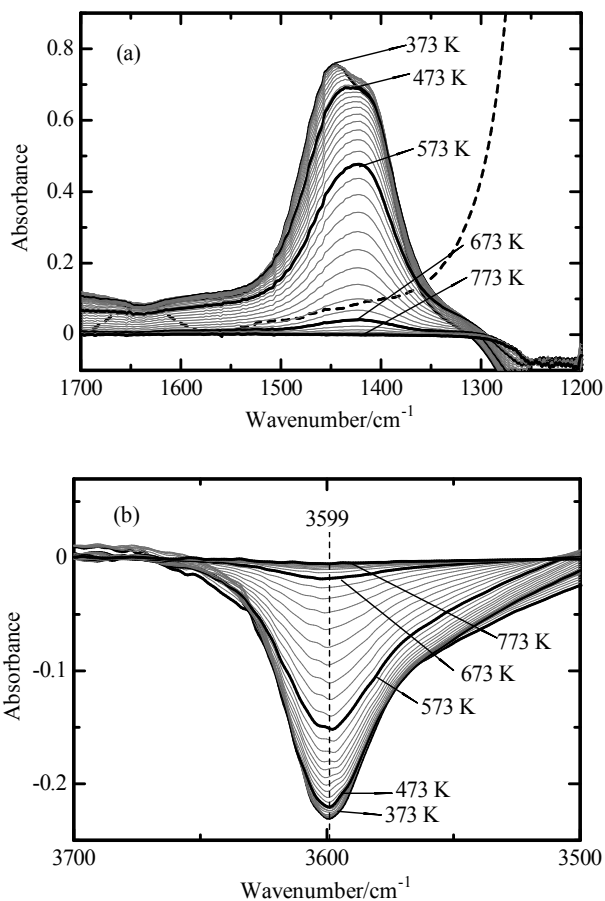 (a)
373 K
473 K
573 K
673 K
773 K
0.8
0.6
0.4
0.2
0
Absorbance
1700 1600 1500 1400 1300 1200
Wavenumber/cm-1
(b)
3599
0
-0.1
-0.2
Absorbance
773 K
673 K
573 K
473 K
373 K
3700 3600 3500
Wavenumber/cm-1